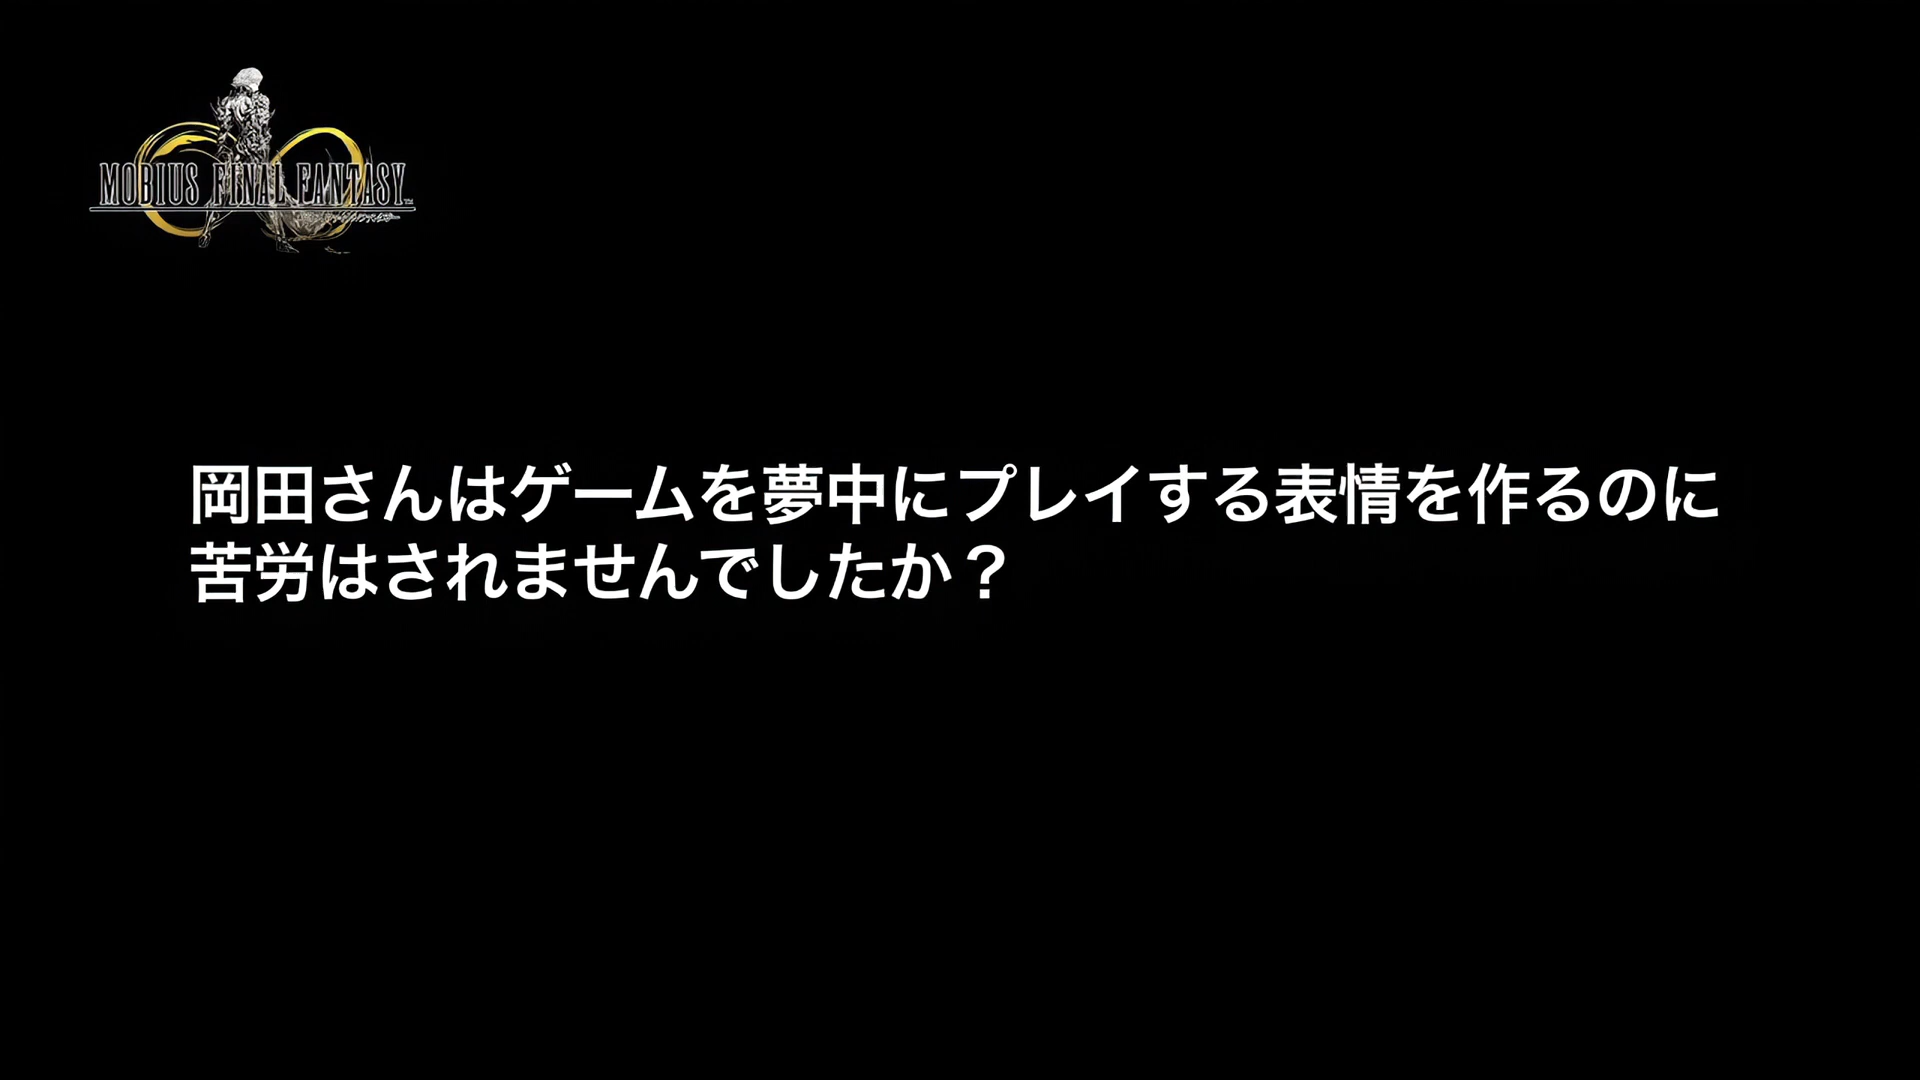 MOBIUS FINAL FANTASY
岡田さんはゲームを夢中にプレイする表情を作るのに
苦労はされませんでしたか？